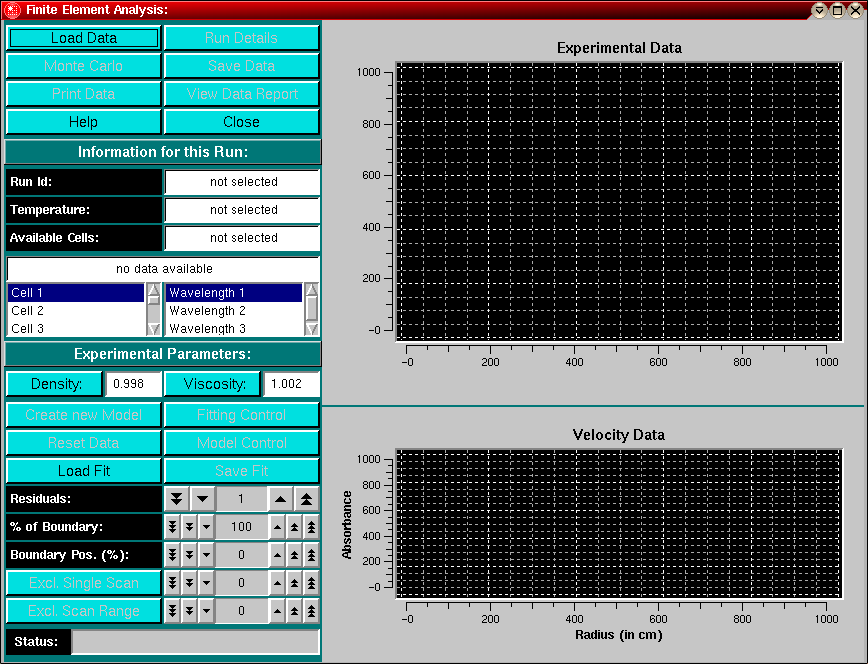 Finite Element Analysis:
Load Data
Run Details
Monte Carlo
Save Data
Print Data
View Data Report
Help
Close
Information for this Run:
Run Id:
not selected
Temperature:
not selected
Available Cells:
not selected
no data available
Cell 1
Cell 2
Cell 3
Wavelength 1
Wavelength 2
Wavelength 3
Experimental Parameters:
Density:
0.998
Viscosity:
1.002
Create new Model
Fitting Control
Reset Data
Model Control
Load Fit
Save Fit
Residuals:
1
% of Boundary:
100
Boundary Pos. (%):
0
Excl. Single Scan
0
Excl. Scan Range
0
Status:
Experimental Data
1000
800
600
400
200
-0
-0 200 400 600 800 1000
Velocity Data
Absorbance
1000
800
600
400
200
-0
-0 200 400 600 800 1000
Radius (in cm)